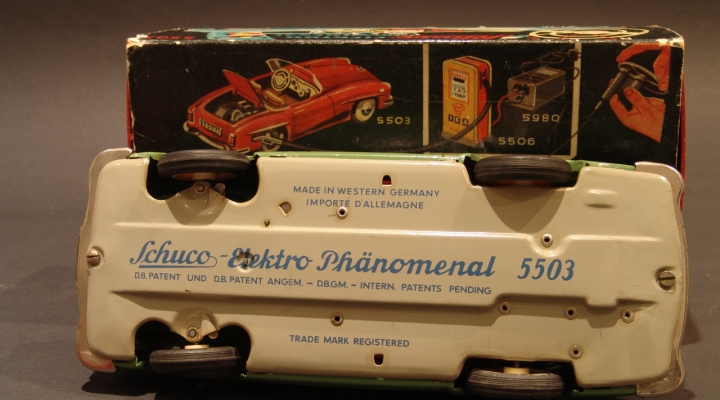 5503
5980
5506
MADE IN WESTERN GERMANY
IMPORTÉ D'ALLEMAGNE
Schuco-Elektro Phänomenal 5503
D.B. PATENT UND D.B. PATENT ANGEM. – D.B.G.M. – INTERN. PATENTS PENDING
TRADE MARK REGISTERED